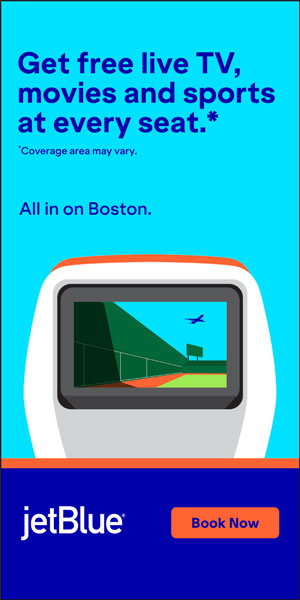 Get free live TV,
movies and sports
at every seat.*
*Coverage area may vary.
All in on Boston.
jetBlue®
Book Now